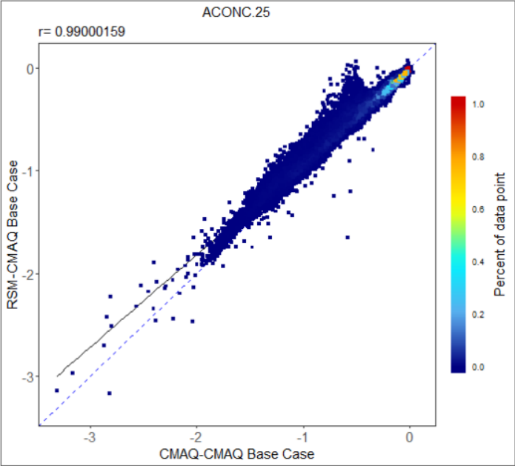 ACONC.25
r= 0.99000159
RSM-CMAQ Base Case
0
-1
-2
-3
-3 -2 -1 0
CMAQ-CMAQ Base Case
1.0
0.8
0.6
0.4
0.2
0.0
Percent of data point